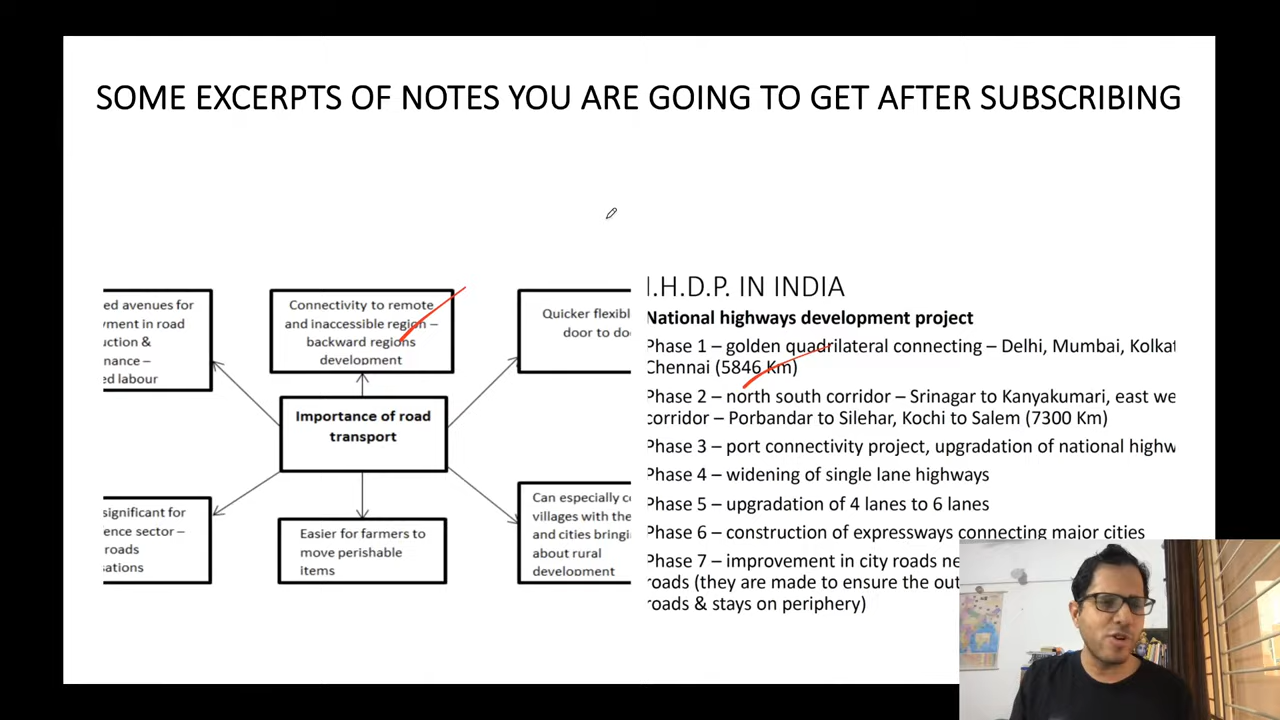 SOME EXCERPTS OF NOTES YOU ARE GOING TO GET AFTER SUBSCRIBING
ed avenues for
yment in road
uction &
nance –
ed labour
Connectivity to remote
and inaccessible region –
backward regions
development
Quicker flexibl
door to do
Importance of road
transport
significant for
ence sector –
roads
sations
Easier for farmers to
move perishable
items
Can especially c
villages with the
and cities bringi
about rural
development
.H.D.P. IN INDIA
National highways development project
Phase 1 – golden quadrilateral connecting – Delhi, Mumbai, Kolkat
Chennai (5846 Km)
Phase 2 – north south corridor – Srinagar to Kanyakumari, east we
corridor – Porbandar to Silehar, Kochi to Salem (7300 Km)
Phase 3 – port connectivity project, upgradation of national highw
Phase 4 – widening of single lane highways
Phase 5 – upgradation of 4 lanes to 6 lanes
Phase 6 – construction of expressways connecting major cities
Phase 7 – improvement in city roads ne
roads (they are made to ensure the out
roads & stays on periphery)